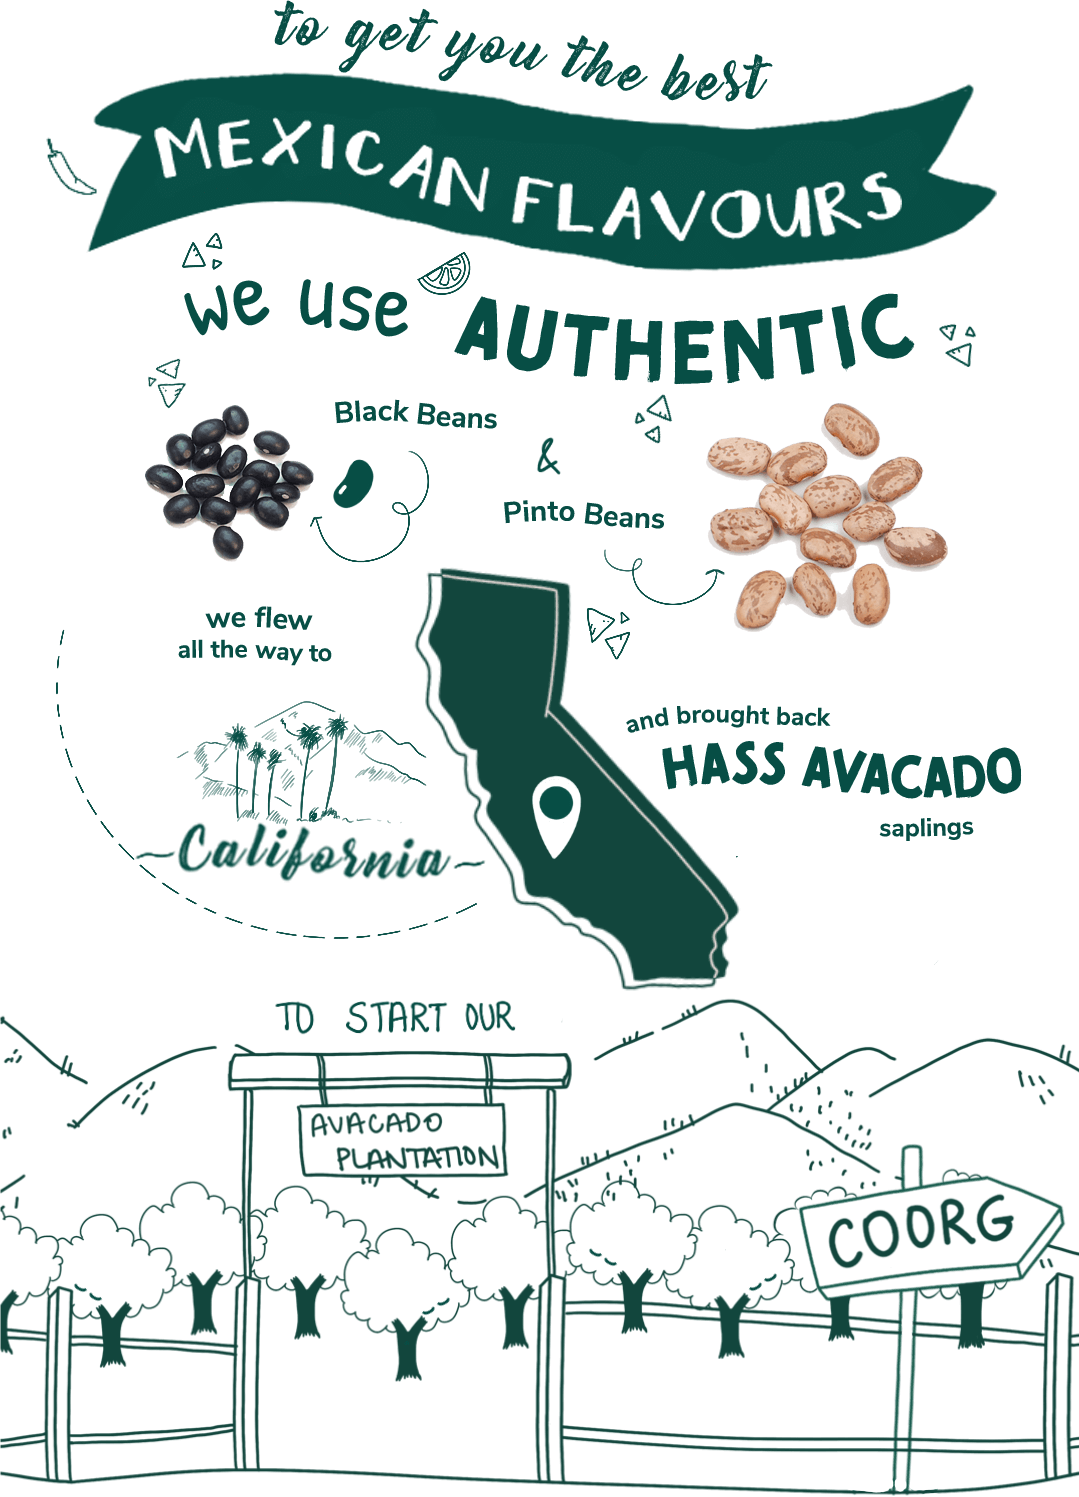 to get you the best
MEXICAN FLAVOURS
we use AUTHENTIC
Black Beans
&
Pinto Beans
we flew
all the way to
~California~
and brought back
HASS AVACADO
saplings
TO START OUR
AVACADO
PLANTATION
COORG